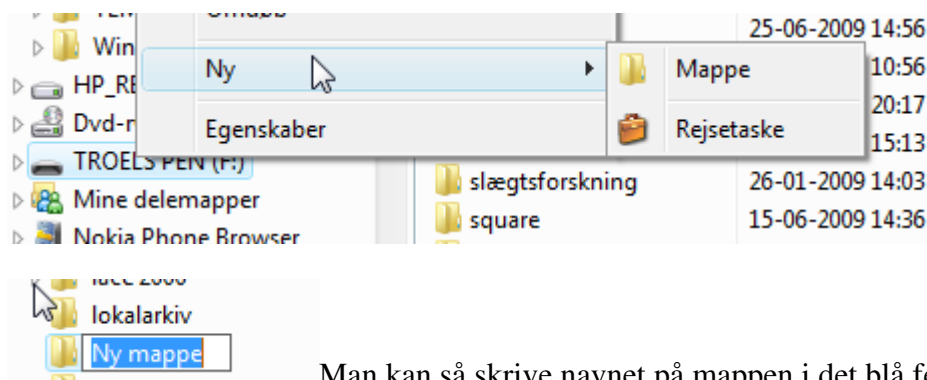 25-06-2009 14:56
Win
Ny
Mappe
10:56
HP_RE
20:17
Dvd-r
Egenskaber
Rejsetaske
15:13
TROELS PEN (F:)
slægtsforskning
26-01-2009 14:03
Mine delemapper
square
15-06-2009 14:36
Nokia Phone Browser
lokalarkiv
Ny mappe
Man kan så skrive navnet på mappen i det blå fe